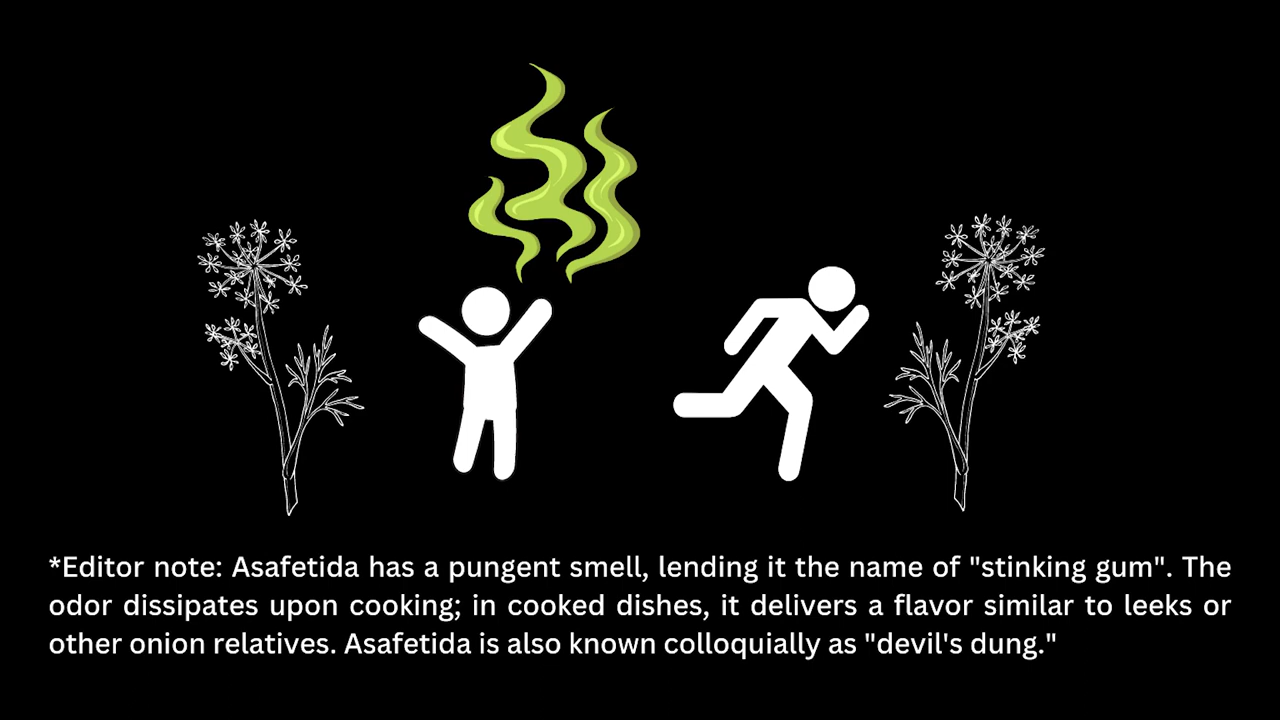 *Editor note: Asafetida has a pungent smell, lending it the name of "stinking gum". The
odor dissipates upon cooking; in cooked dishes, it delivers a flavor similar to leeks or
other onion relatives. Asafetida is also known colloquially as "devil's dung."